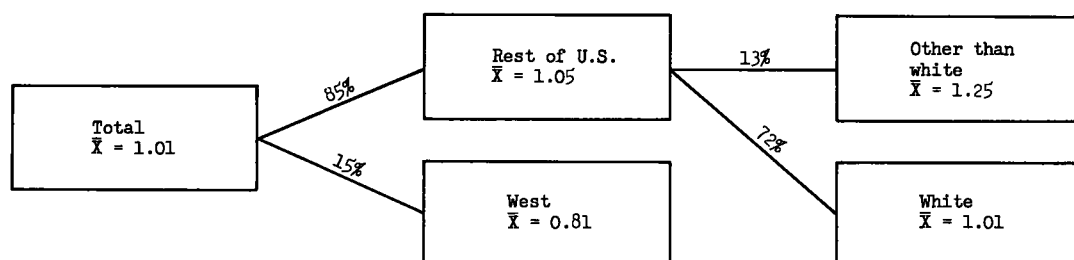 Total
X̄ = 1.01
85%
15%
Rest of U.S.
X̄ = 1.05
West
X̄ = 0.81
13%
72%
Other than
white
X̄ = 1.25
White
X̄ = 1.01